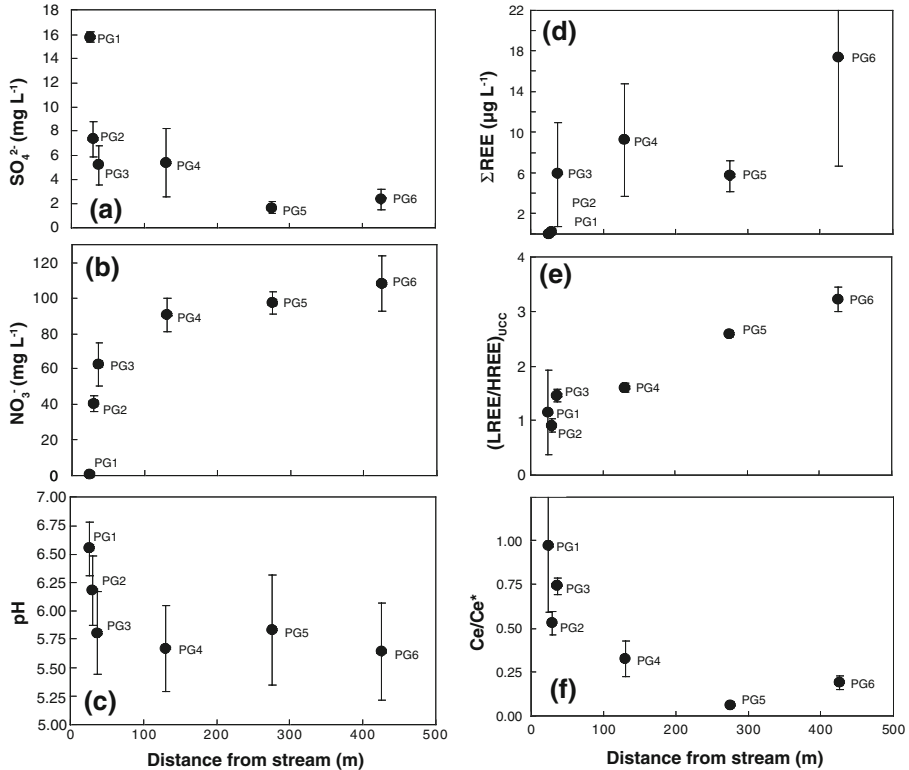 18
16
14
12
10
8
6
4
2
0
SO₄²⁻ (mg L⁻¹)
PG1
PG2
PG3
PG4
PG5
PG6
(a)
120
100
80
60
40
20
0
NO₃⁻ (mg L⁻¹)
(b)
PG1
PG2
PG3
PG4
PG5
PG6
7.00
6.75
6.50
6.25
6.00
5.75
5.50
5.25
5.00
pH
PG1
PG2
PG3
PG4
PG5
PG6
(c)
0 100 200 300 400 500
Distance from stream (m)
22
18
14
10
6
2
ΣREE (µg L⁻¹)
(d)
PG6
PG4
PG3
PG5
PG2
PG1
4
3
2
1
0
(LREE/HREE)UCC
(e)
PG6
PG5
PG3
PG4
PG1
PG2
1.00
0.75
0.50
0.25
0.00
Ce/Ce*
PG1
PG3
PG2
PG4
PG5
PG6
(f)
0 100 200 300 400 500
Distance from stream (m)